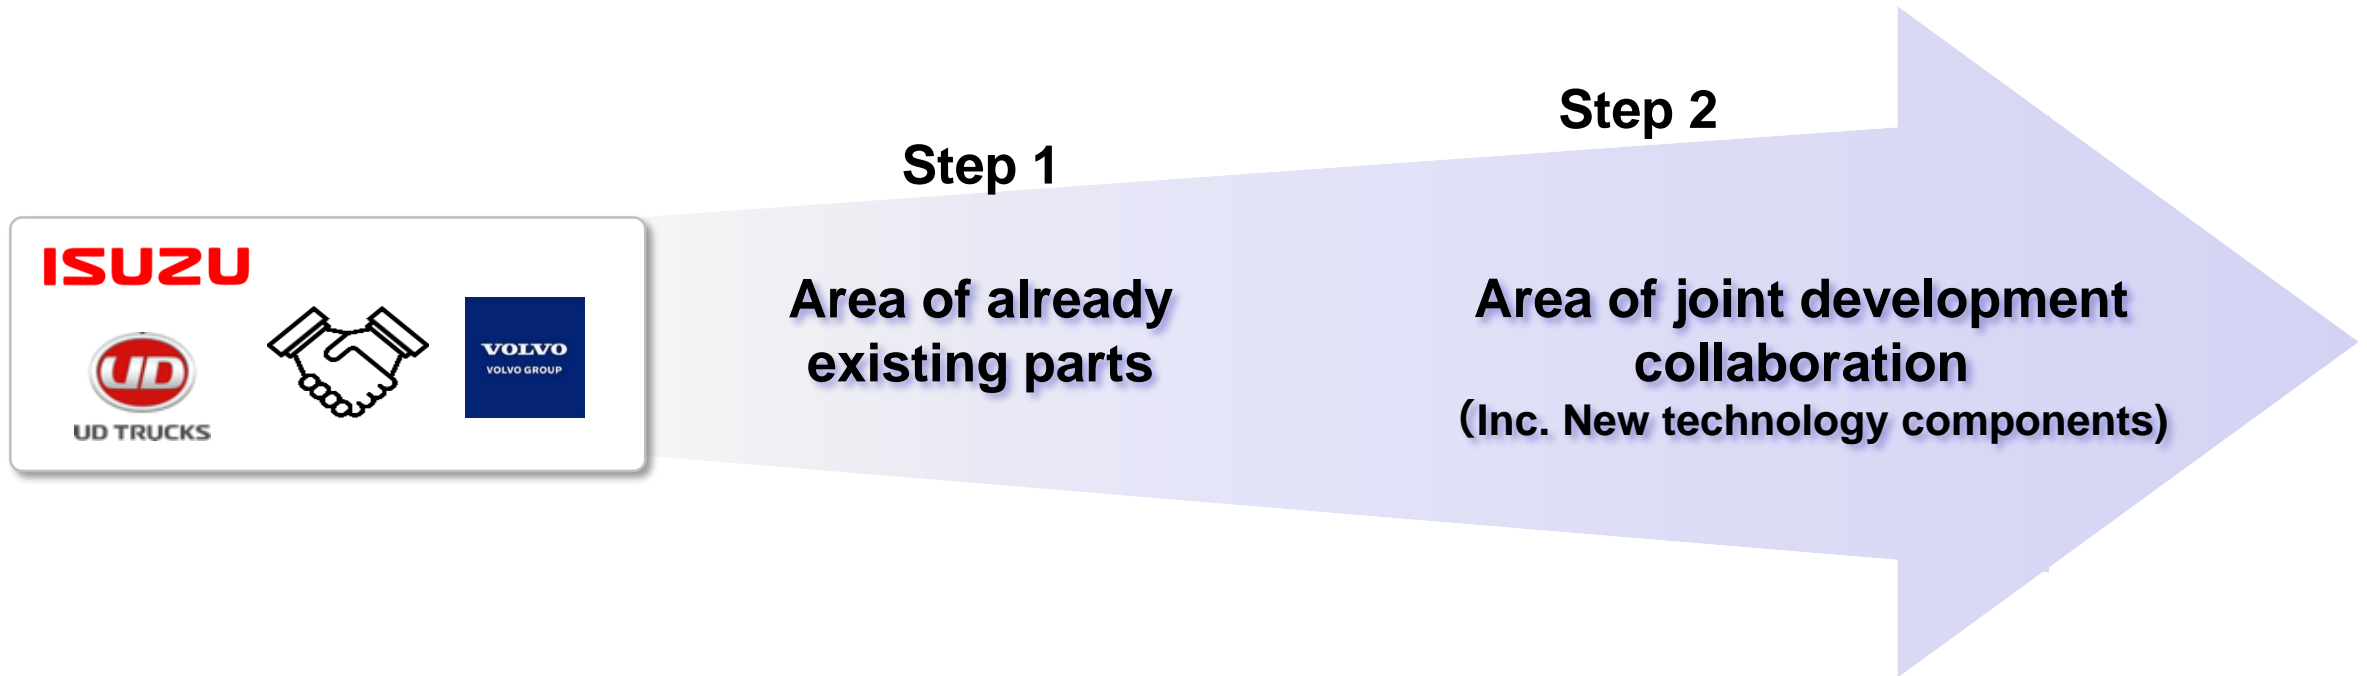 ISUZU
UD
UD TRUCKS
VOLVO
VOLVO GROUP
Step 1
Area of already
existing parts
Step 2
Area of joint development
collaboration
（Inc. New technology components)